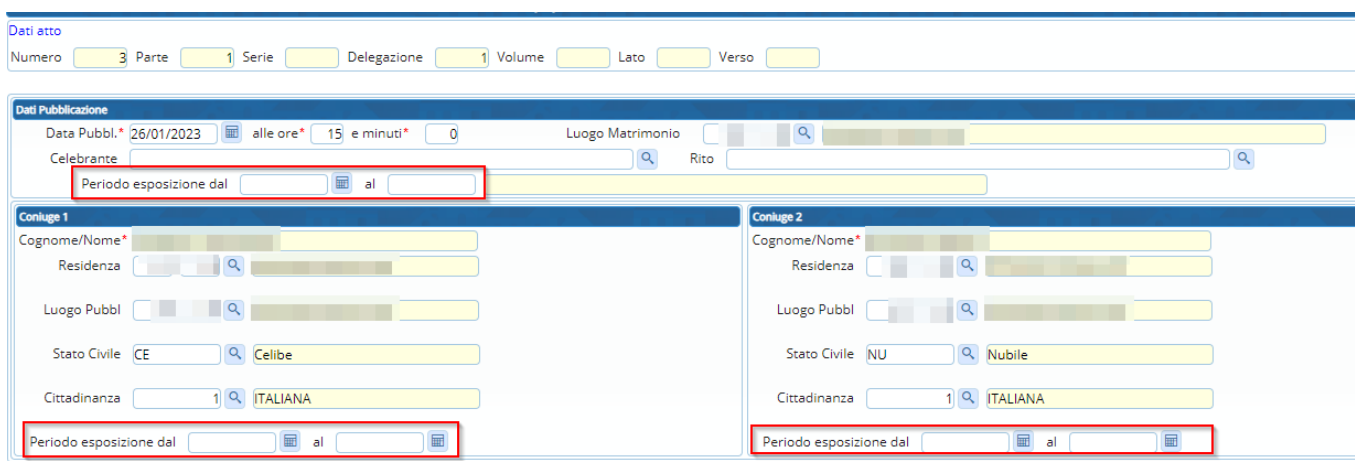 Dati atto
Numero 3 Parte 1 Serie Delegazione 1 Volume Lato Verso
Dati Pubblicazione
Data Pubbl.* 26/01/2023 alle ore* 15 e minuti* 0 Luogo Matrimonio
Celebrante Rito
Periodo esposizione dal al
Coniuge 1 Coniuge 2
Cognome/Nome* Cognome/Nome*
Residenza Residenza
Luogo Pubbl Luogo Pubbl
Stato Civile CE Celibe Stato Civile NU Nubile
Cittadinanza 1 ITALIANA Cittadinanza 1 ITALIANA
Periodo esposizione dal al Periodo esposizione dal al